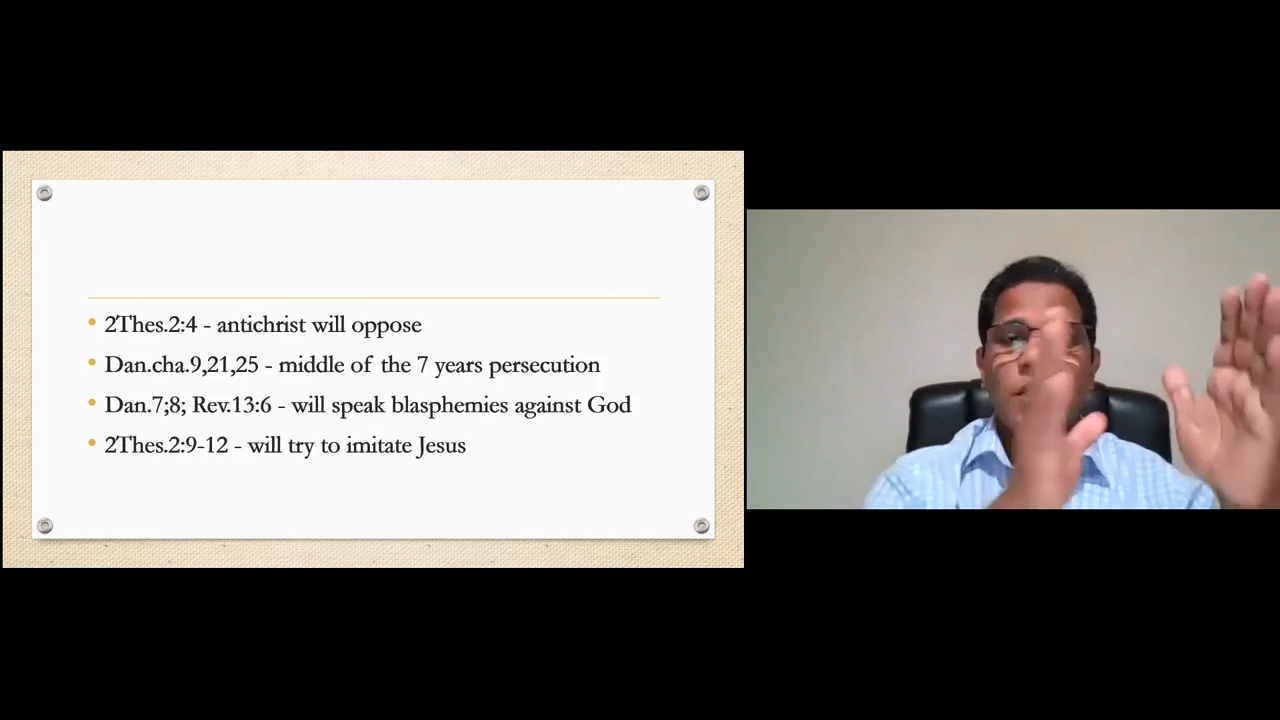 2Thes.2:4 - antichrist will oppose
Dan.cha.9,21,25 - middle of the 7 years persecution
Dan.7;8; Rev.13:6 - will speak blasphemies against God
2Thes.2:9-12 - will try to imitate Jesus